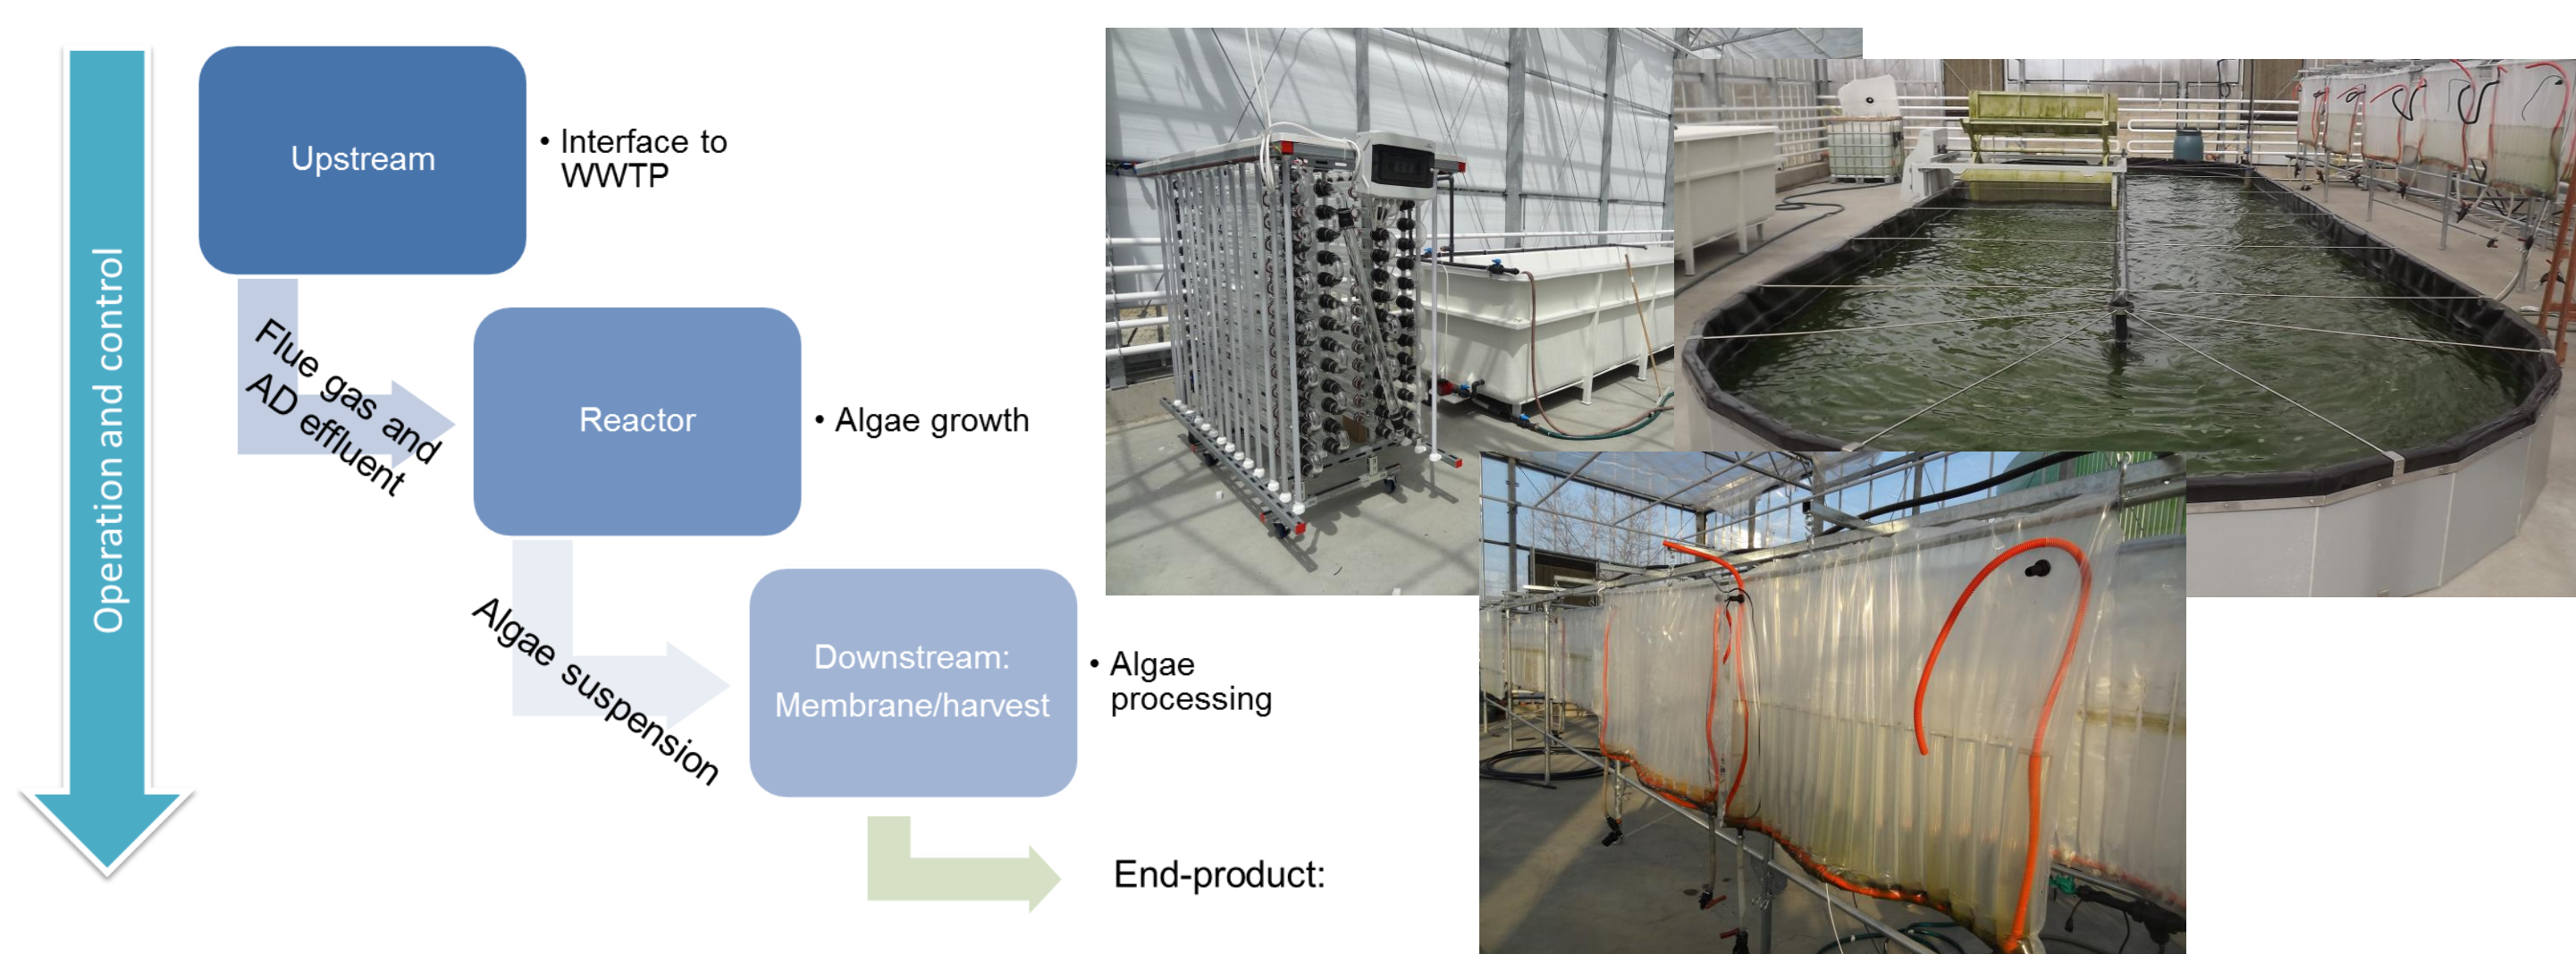 Operation and control
Upstream
• Interface to
WWTP
Flue gas and
AD effluent
Reactor
• Algae growth
Algae suspension
Downstream:
Membrane/harvest
• Algae
processing
End-product: